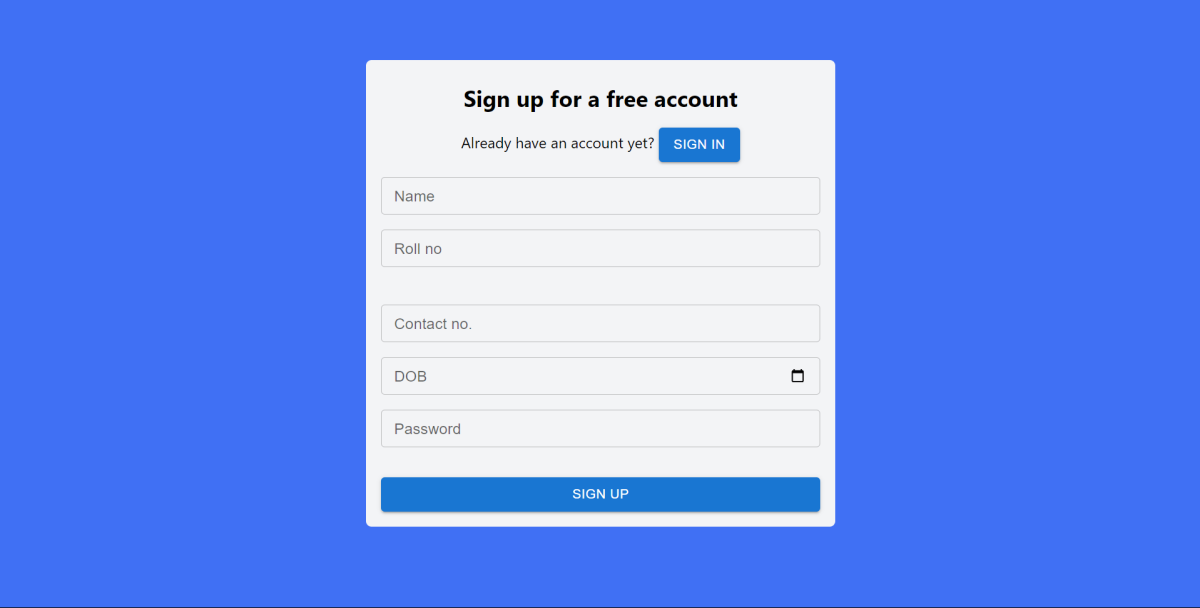 Sign up for a free account
Already have an account yet? SIGN IN
Name
Roll no
Contact no.
DOB
Password
SIGN UP